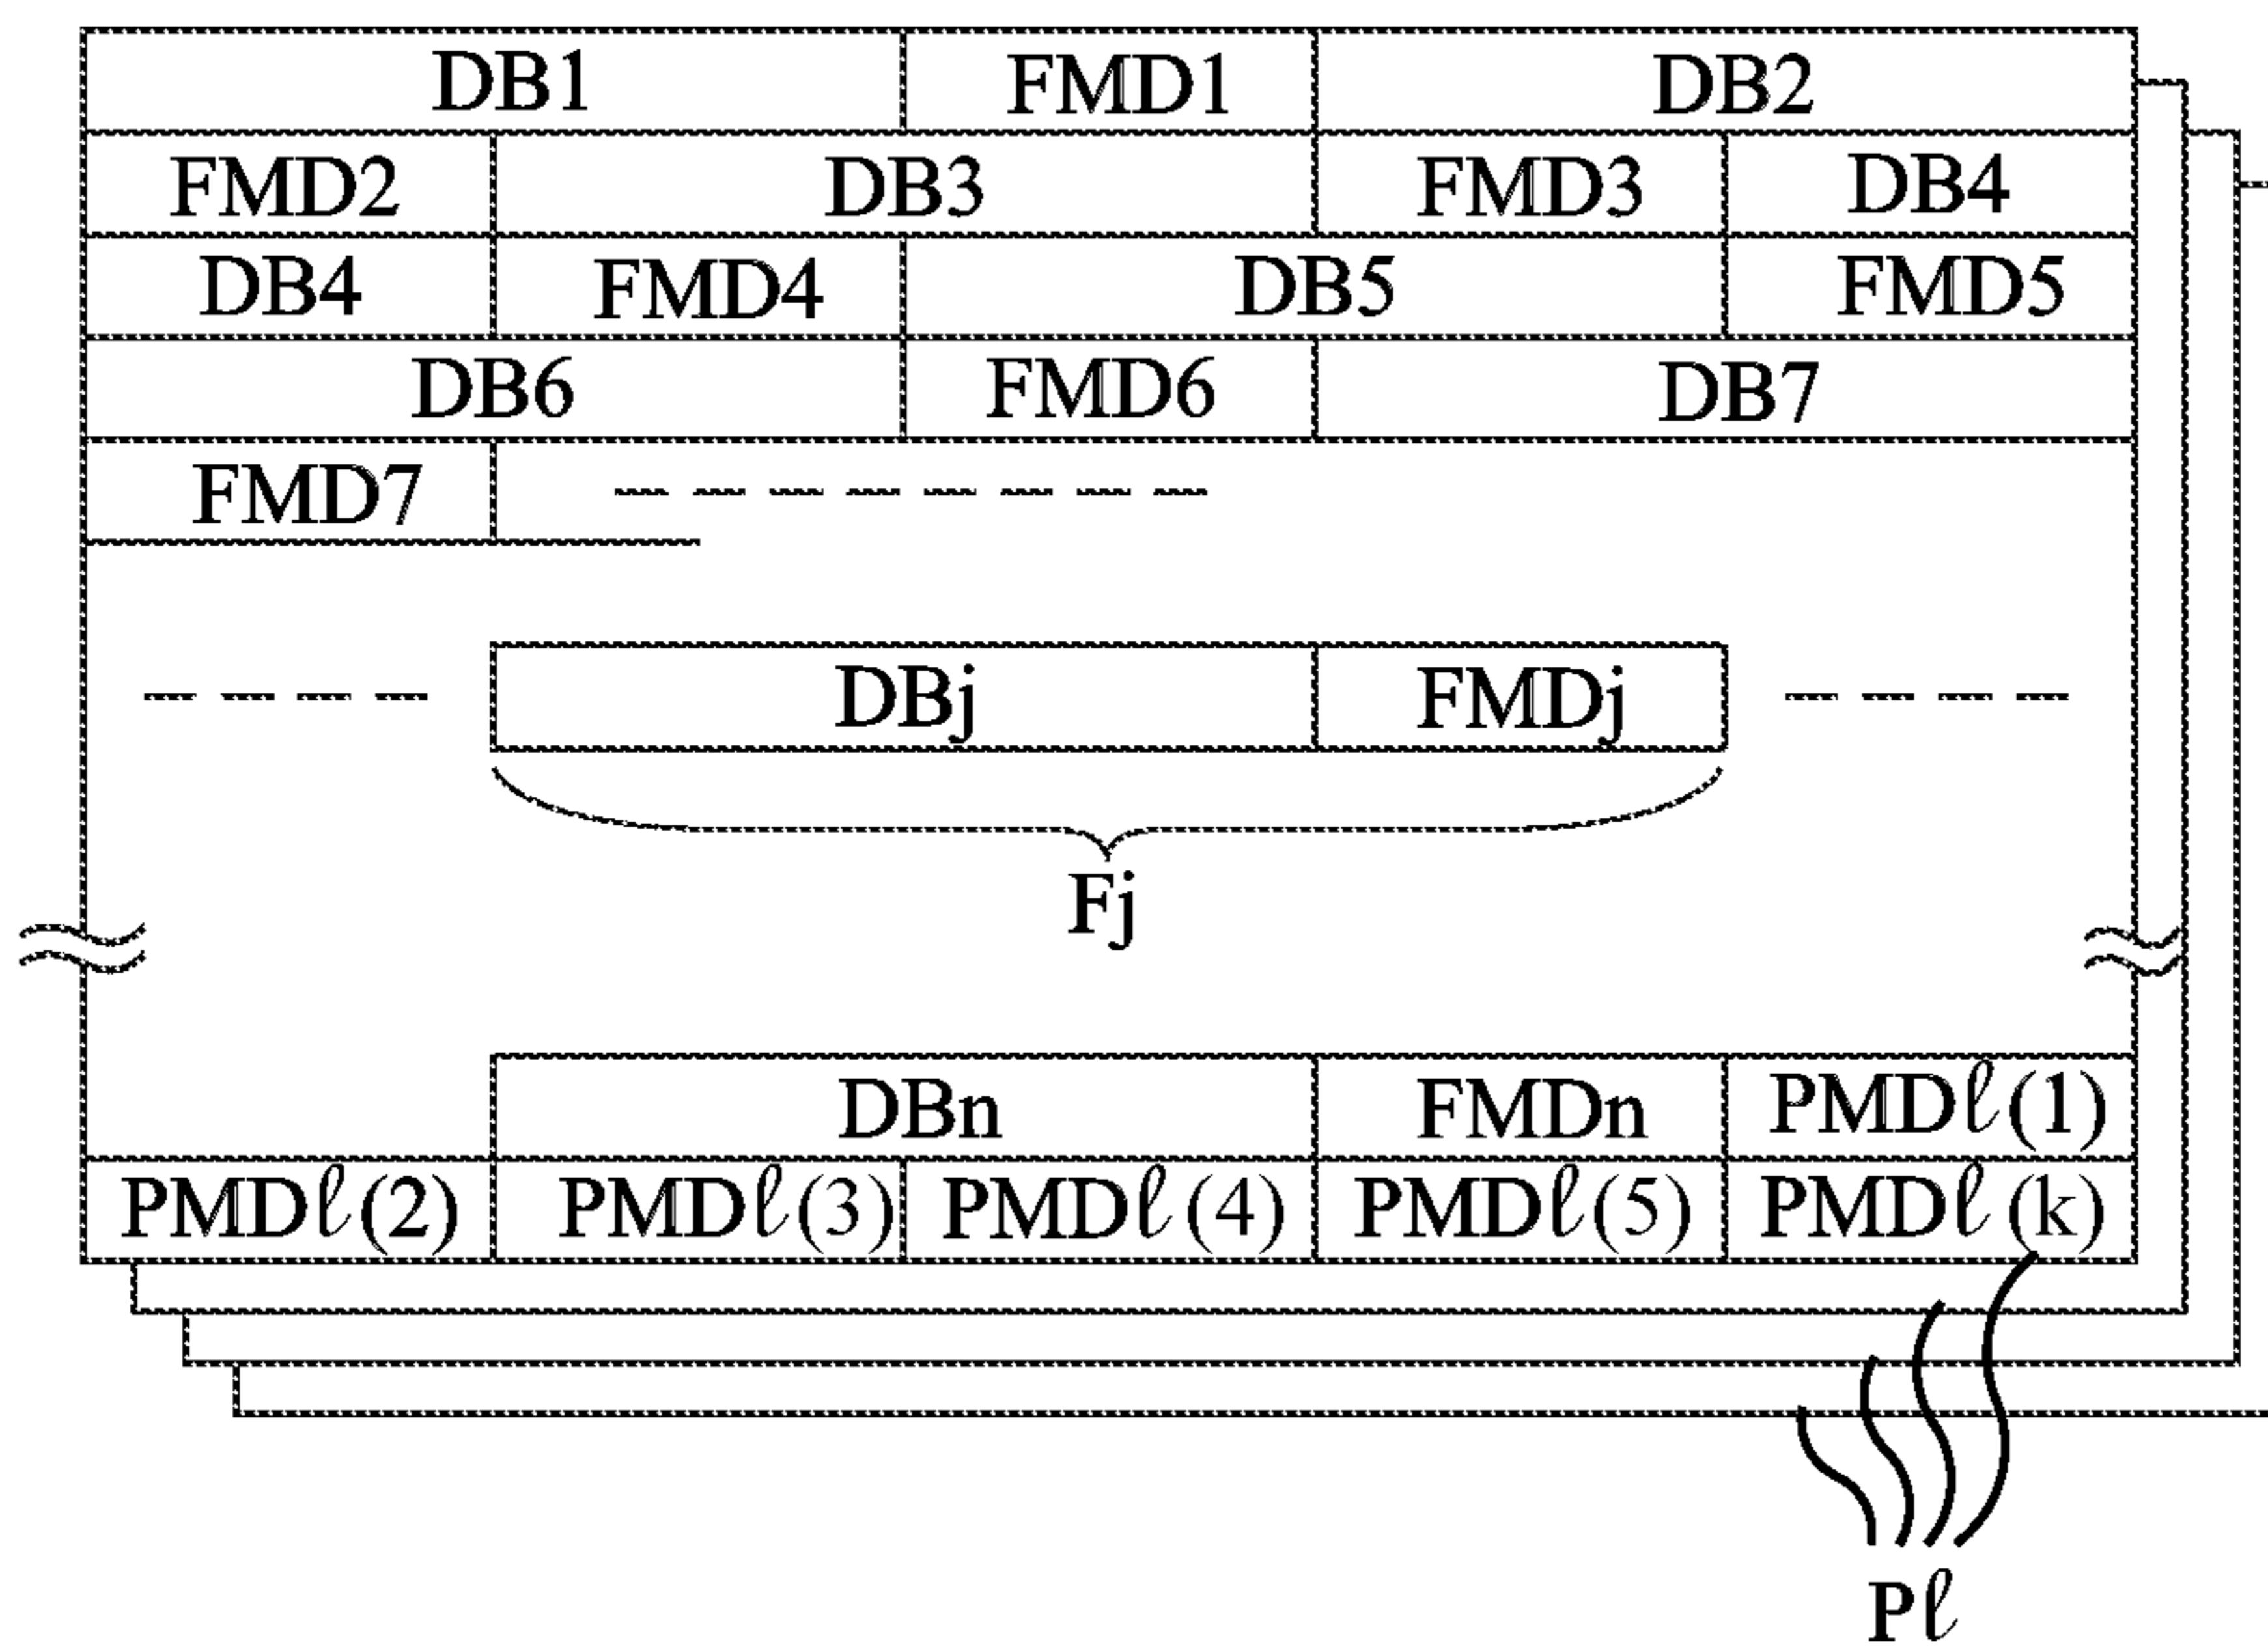 DB1 FMD1 DB2
FMD2 DB3 FMD3 DB4
DB4 FMD4 DB5 FMD5
DB6 FMD6 DB7
FMD7
DBj FMDj
Fj
DBn FMDn PMDℓ(1)
PMDℓ(2) PMDℓ(3) PMDℓ(4) PMDℓ(5) PMDℓ(k)
Pℓ